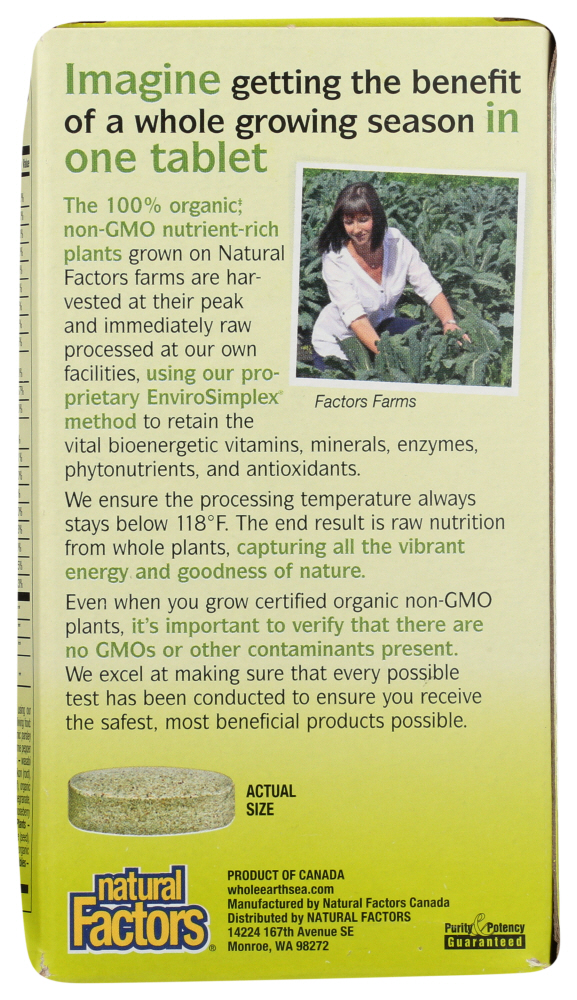 Imagine getting the benefit
of a whole growing season in
one tablet
The 100% organic‡,
non-GMO nutrient-rich
plants grown on Natural
Factors farms are har-
vested at their peak
and immediately raw
processed at our own
facilities, using our pro-
prietary EnviroSimplex®
method to retain the
vital bioenergetic vitamins, minerals, enzymes,
phytonutrients, and antioxidants.
Factors Farms
We ensure the processing temperature always
stays below 118°F. The end result is raw nutrition
from whole plants, capturing all the vibrant
energy and goodness of nature.
Even when you grow certified organic non-GMO
plants, it's important to verify that there are
no GMOs or other contaminants present.
We excel at making sure that every possible
test has been conducted to ensure you receive
the safest, most beneficial products possible.
ACTUAL
SIZE
natural
Factors®
PRODUCT OF CANADA
wholeearthsea.com
Manufactured by Natural Factors Canada
Distributed by NATURAL FACTORS
14224 167th Avenue SE
Monroe, WA 98272
Purity & Potency
Guaranteed